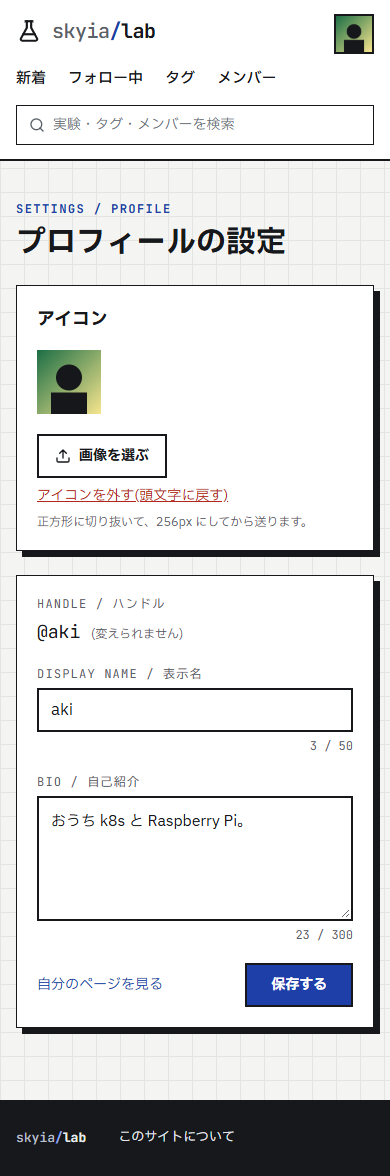 skyia/lab
新着 フォロー中 タグ メンバー
実験・タグ・メンバーを検索
SETTINGS / PROFILE
プロフィールの設定
アイコン
画像を選ぶ
アイコンを外す(頭文字に戻す)
正方形に切り抜いて、256px にしてから送ります。
HANDLE / ハンドル
@aki (変えられません)
DISPLAY NAME / 表示名
aki
3 / 50
BIO / 自己紹介
おうち k8s と Raspberry Pi。
23 / 300
自分のページを見る 保存する
skyia/lab このサイトについて